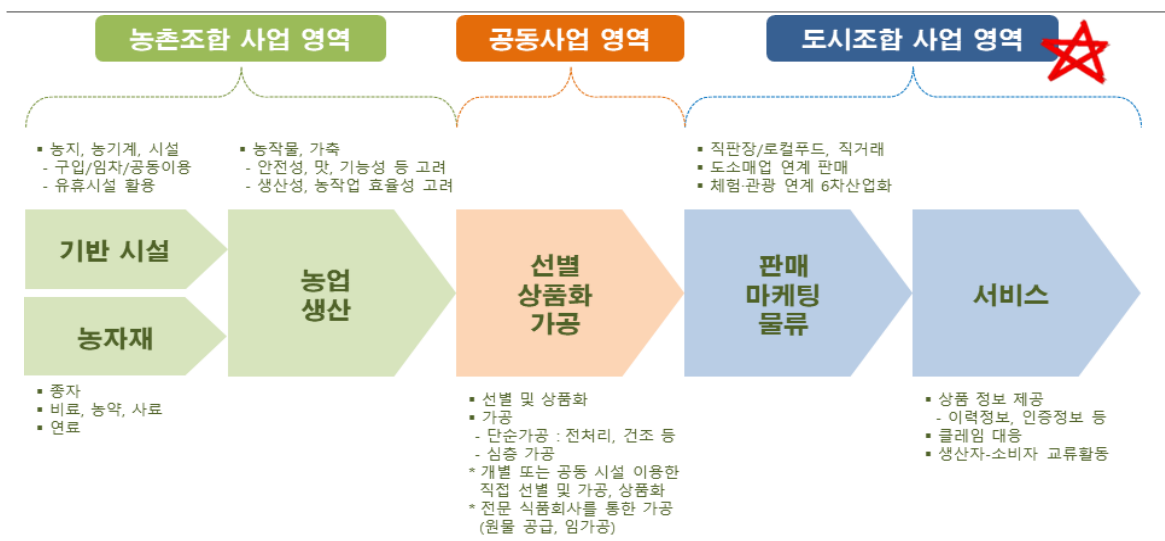 농촌조합 사업 영역
공동사업 영역
도시조합 사업 영역
▪ 농지, 농기계, 시설
- 구입/임차/공동이용
- 유휴시설 활용
▪ 농작물, 가축
- 안전성, 맛, 기능성 등 고려
- 생산성, 농작업 효율성 고려
▪ 직판장/로컬푸드, 직거래
▪ 도소매업 연계 판매
▪ 체험·관광 연계 6차산업화
기반 시설
농자재
농업
생산
선별
상품화
가공
판매
마케팅
물류
서비스
▪ 종자
▪ 비료, 농약, 사료
▪ 연료
▪ 선별 및 상품화
▪ 가공
- 단순가공 : 전처리, 건조 등
- 심층 가공
* 개별 또는 공동 시설 이용한
직접 선별 및 가공, 상품화
* 전문 식품회사를 통한 가공
(원물 공급, 임가공)
▪ 상품 정보 제공
- 이력정보, 인증정보 등
▪ 클레임 대응
▪ 생산자-소비자 교류활동